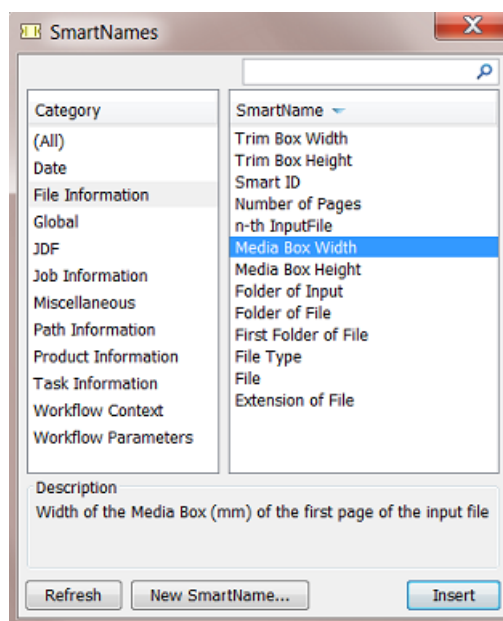 SmartNames
Category
(All)
Date
File Information
Global
JDF
Job Information
Miscellaneous
Path Information
Product Information
Task Information
Workflow Context
Workflow Parameters
SmartName
Trim Box Width
Trim Box Height
Smart ID
Number of Pages
n-th InputFile
Media Box Width
Media Box Height
Folder of Input
Folder of File
First Folder of File
File Type
File
Extension of File
Description
Width of the Media Box (mm) of the first page of the input file
Refresh
New SmartName...
Insert